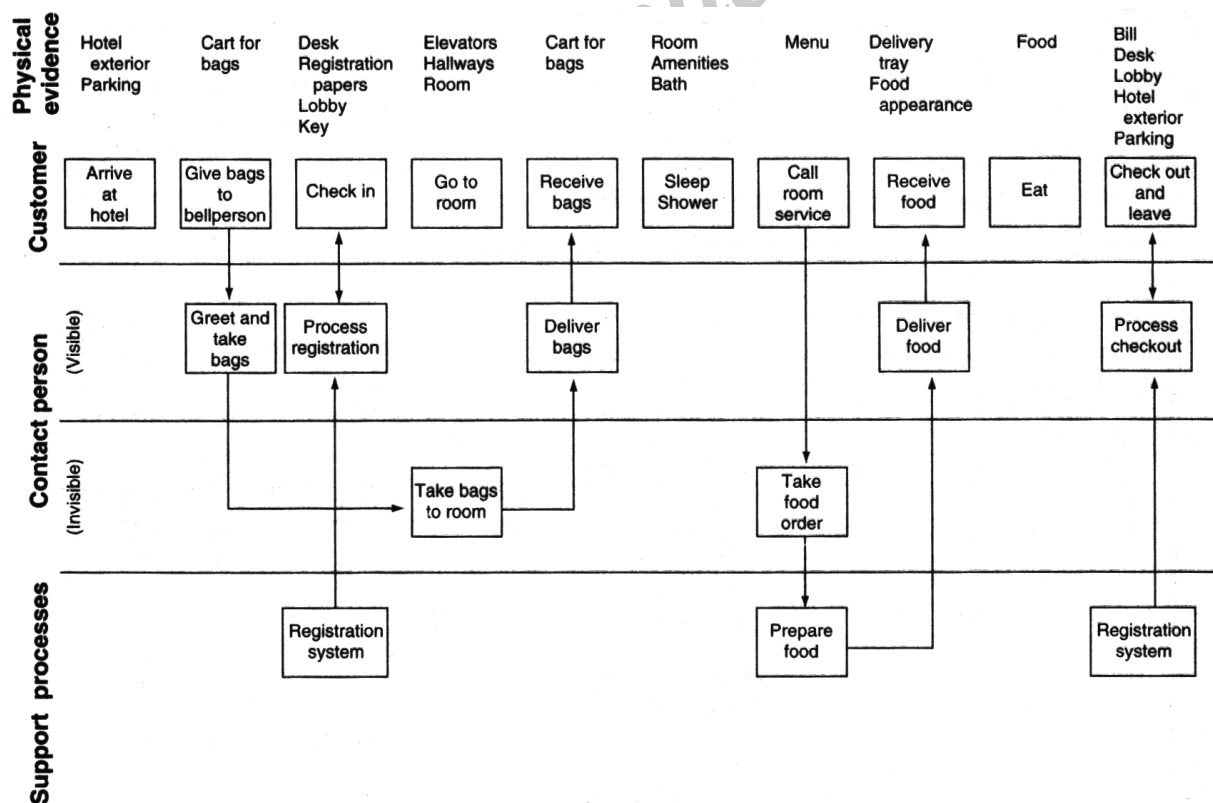 Physical
evidence
Hotel
exterior
Parking
Cart for
bags
Desk
Registration
papers
Lobby
Key
Elevators
Hallways
Room
Cart for
bags
Room
Amenities
Bath
Menu
Delivery
tray
Food
appearance
Food
Bill
Desk
Lobby
Hotel
exterior
Parking
Customer
Arrive
at
hotel
Give bags
to
bellperson
Check in
Go to
room
Receive
bags
Sleep
Shower
Call
room
service
Receive
food
Eat
Check out
and
leave
Contact person
(Visible)
Greet and
take
bags
Process
registration
Deliver
bags
Deliver
food
Process
checkout
(Invisible)
Take bags
to room
Take
food
order
Support processes
Registration
system
Prepare
food
Registration
system